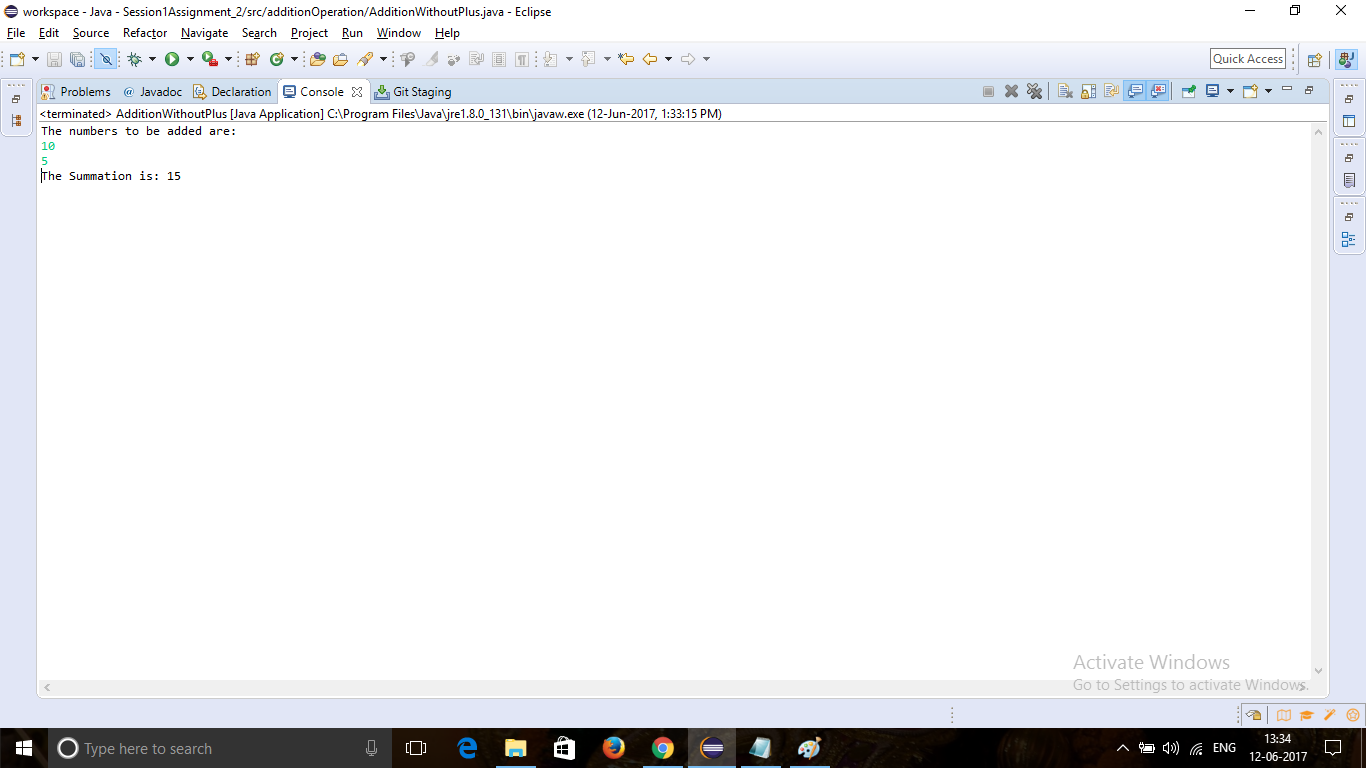 workspace - Java - Session1Assignment_2/src/additionOperation/AdditionWithoutPlus.java - Eclipse
File Edit Source Refactor Navigate Search Project Run Window Help
Quick Access
Problems @ Javadoc Declaration Console Git Staging
<terminated> AdditionWithoutPlus [Java Application] C:\Program Files\Java\jre1.8.0_131\bin\javaw.exe (12-Jun-2017, 1:33:15 PM)
The numbers to be added are:
10
5
The Summation is: 15
Activate Windows
Go to Settings to activate Windows.
Type here to search
ENG
13:34
12-06-2017